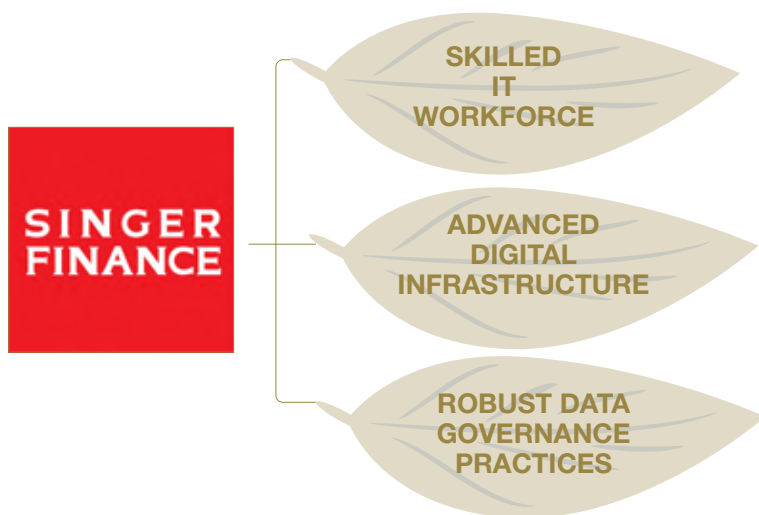 SINGER
FINANCE
SKILLED
IT
WORKFORCE
ADVANCED
DIGITAL
INFRASTRUCTURE
ROBUST DATA
GOVERNANCE
PRACTICES